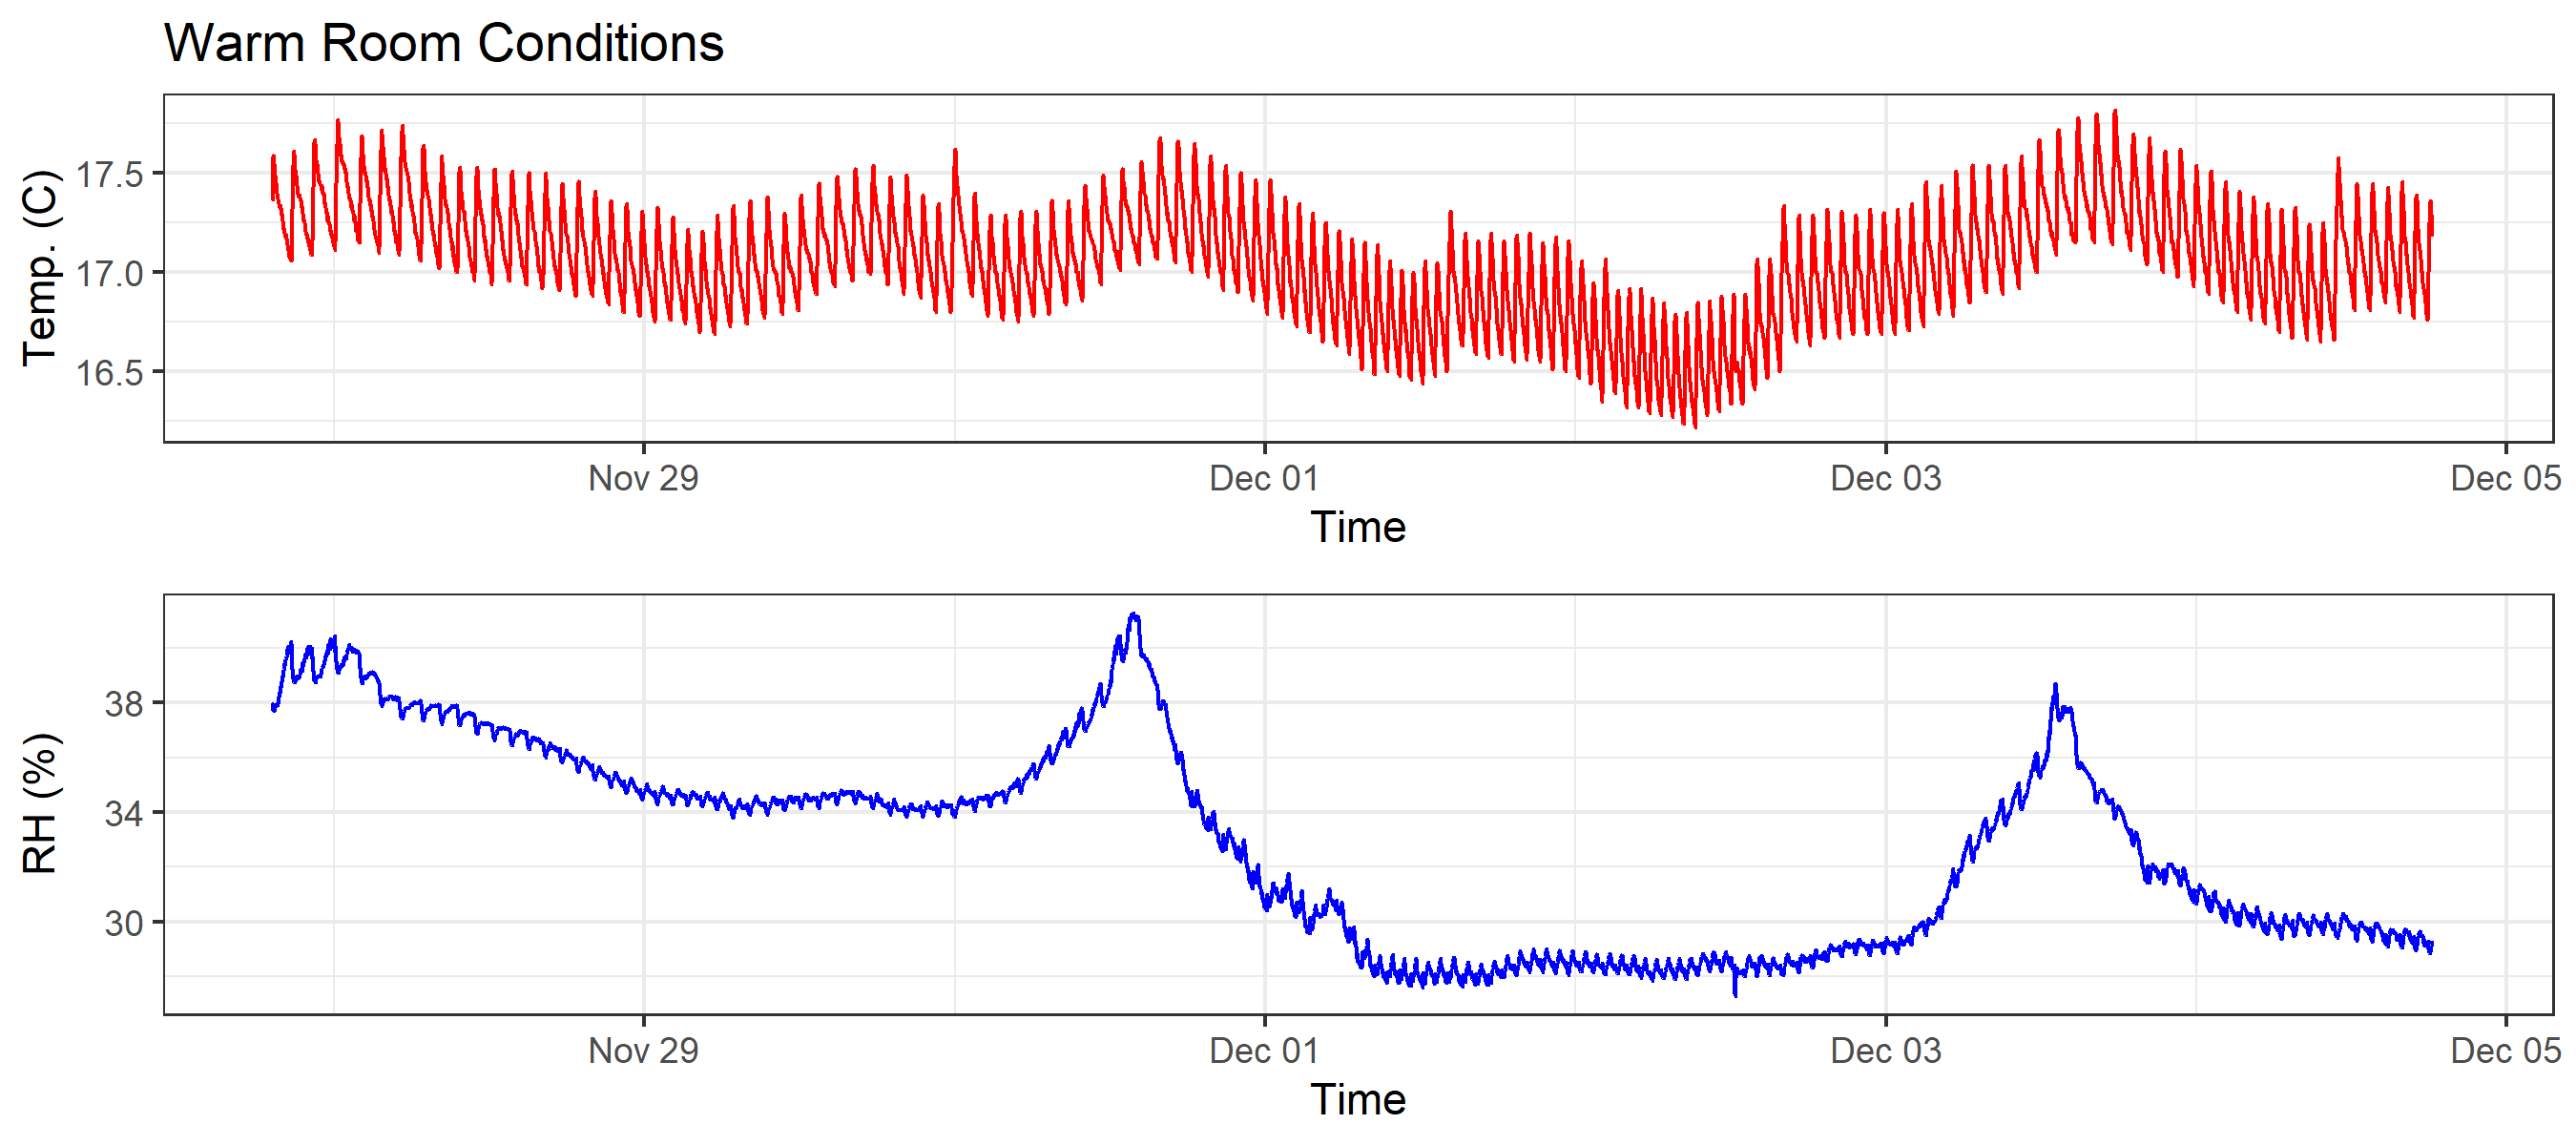 Warm Room Conditions
Temp. (C)
17.5
17.0
16.5
Nov 29 Dec 01 Dec 03 Dec 05
Time
RH (%)
38
34
30
Nov 29 Dec 01 Dec 03 Dec 05
Time